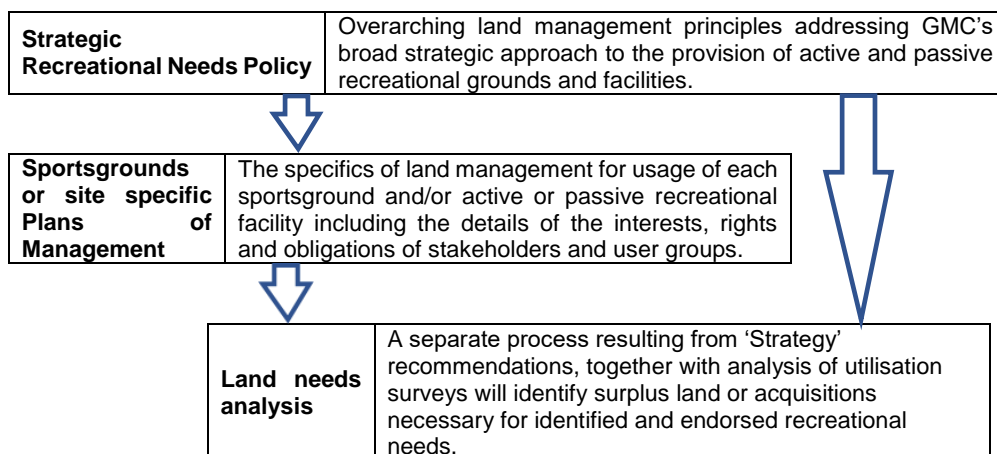 Strategic
Recreational Needs Policy
Overarching land management principles addressing GMC's
broad strategic approach to the provision of active and passive
recreational grounds and facilities.
Sportsgrounds
or site specific
Plans of
Management
The specifics of land management for usage of each
sportsground and/or active or passive recreational
facility including the details of the interests, rights
and obligations of stakeholders and user groups.
Land needs
analysis
A separate process resulting from ‘Strategy’
recommendations, together with analysis of utilisation
surveys will identify surplus land or acquisitions
necessary for identified and endorsed recreational
needs.